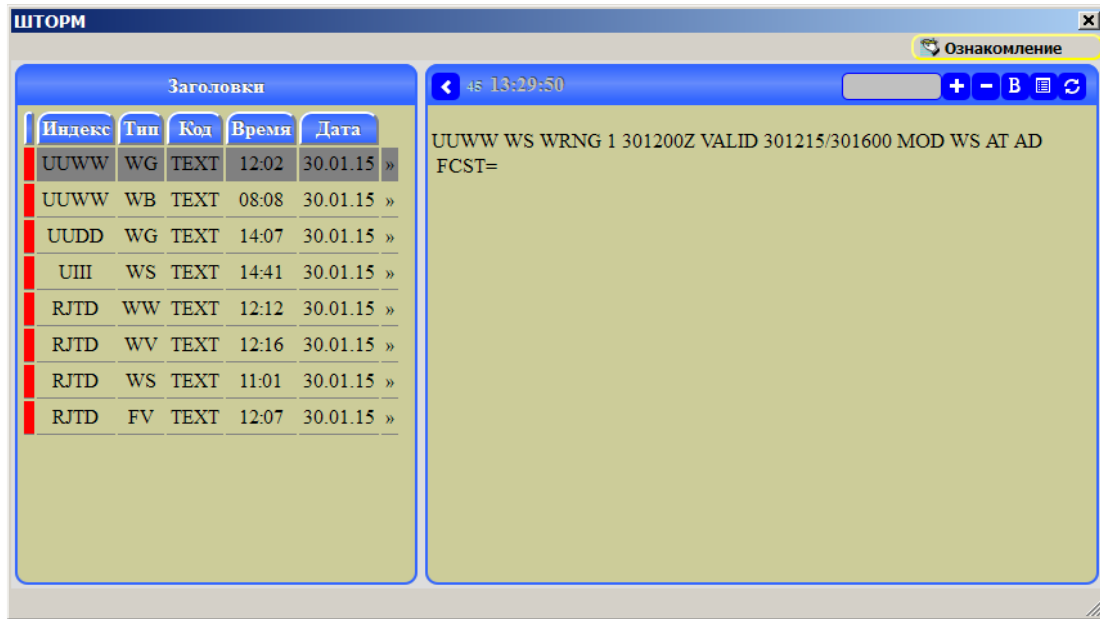 ШТОРМ
Ознакомление
Заголовки
45 13:29:50
B
Индекс Тип Код Время Дата
UUWW WG TEXT 12:02 30.01.15 »
UUWW WB TEXT 08:08 30.01.15 »
UUDD WG TEXT 14:07 30.01.15 »
UIII WS TEXT 14:41 30.01.15 »
RJTD WW TEXT 12:12 30.01.15 »
RJTD WV TEXT 12:16 30.01.15 »
RJTD WS TEXT 11:01 30.01.15 »
RJTD FV TEXT 12:07 30.01.15 »
UUWW WS WRNG 1 301200Z VALID 301215/301600 MOD WS AT AD
FCST=